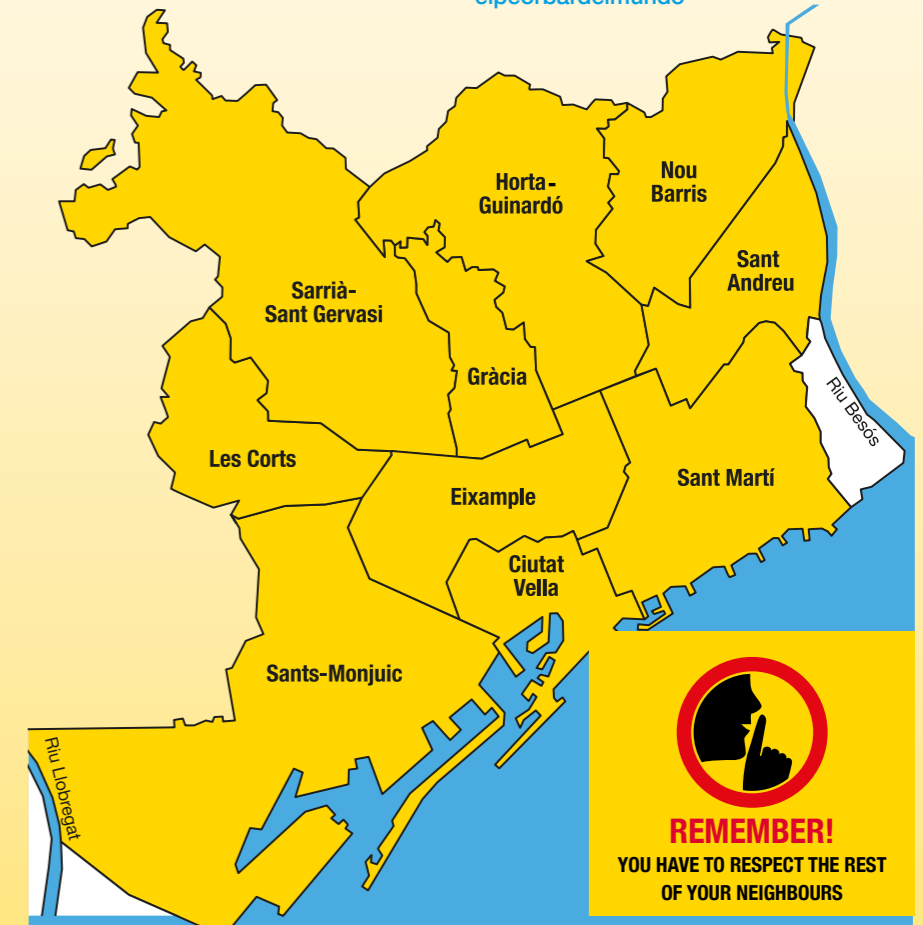 elpeorbardelmundo
Horta-
Guinardó
Nou
Barris
Sant
Andreu
Sarrià-
Sant Gervasi
Gràcia
Riu Besós
Les Corts
Eixample
Sant Martí
Ciutat
Vella
Sants-Monjuic
Riu Llobregat
REMEMBER!
YOU HAVE TO RESPECT THE REST
OF YOUR NEIGHBOURS